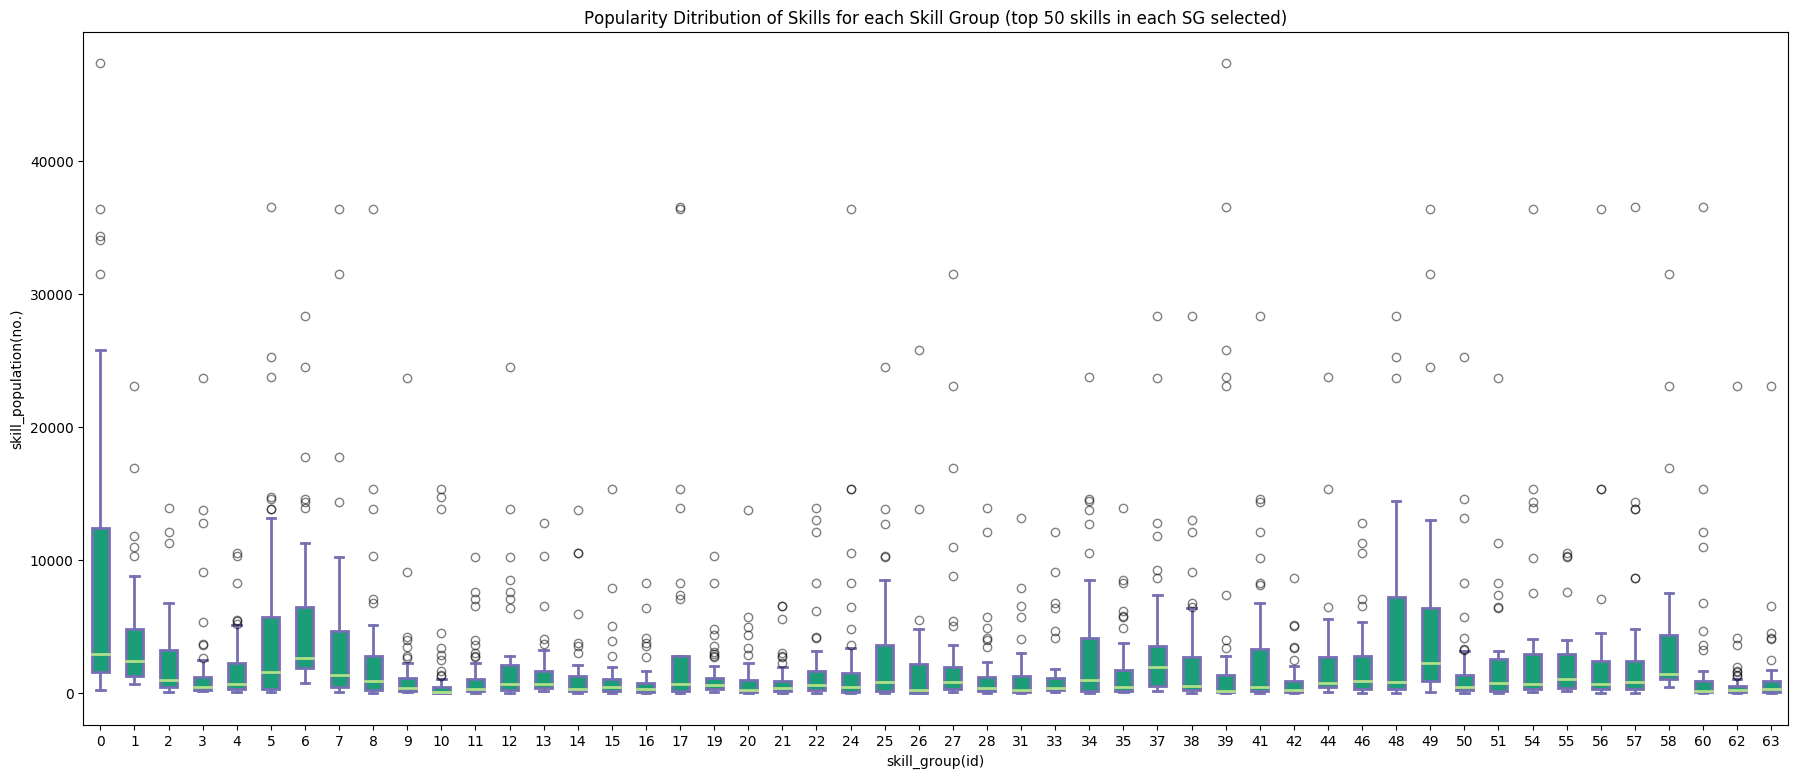 Popularity Ditribution of Skills for each Skill Group (top 50 skills in each SG selected)
skill_population(no.)
40000
30000
20000
10000
0
0 1 2 3 4 5 6 7 8 9 10 11 12 13 14 15 16 17 19 20 21 22 24 25 26 27 28 31 33 34 35 37 38 39 41 42 44 46 48 49 50 51 54 55 56 57 58 60 62 63
skill_group(id)